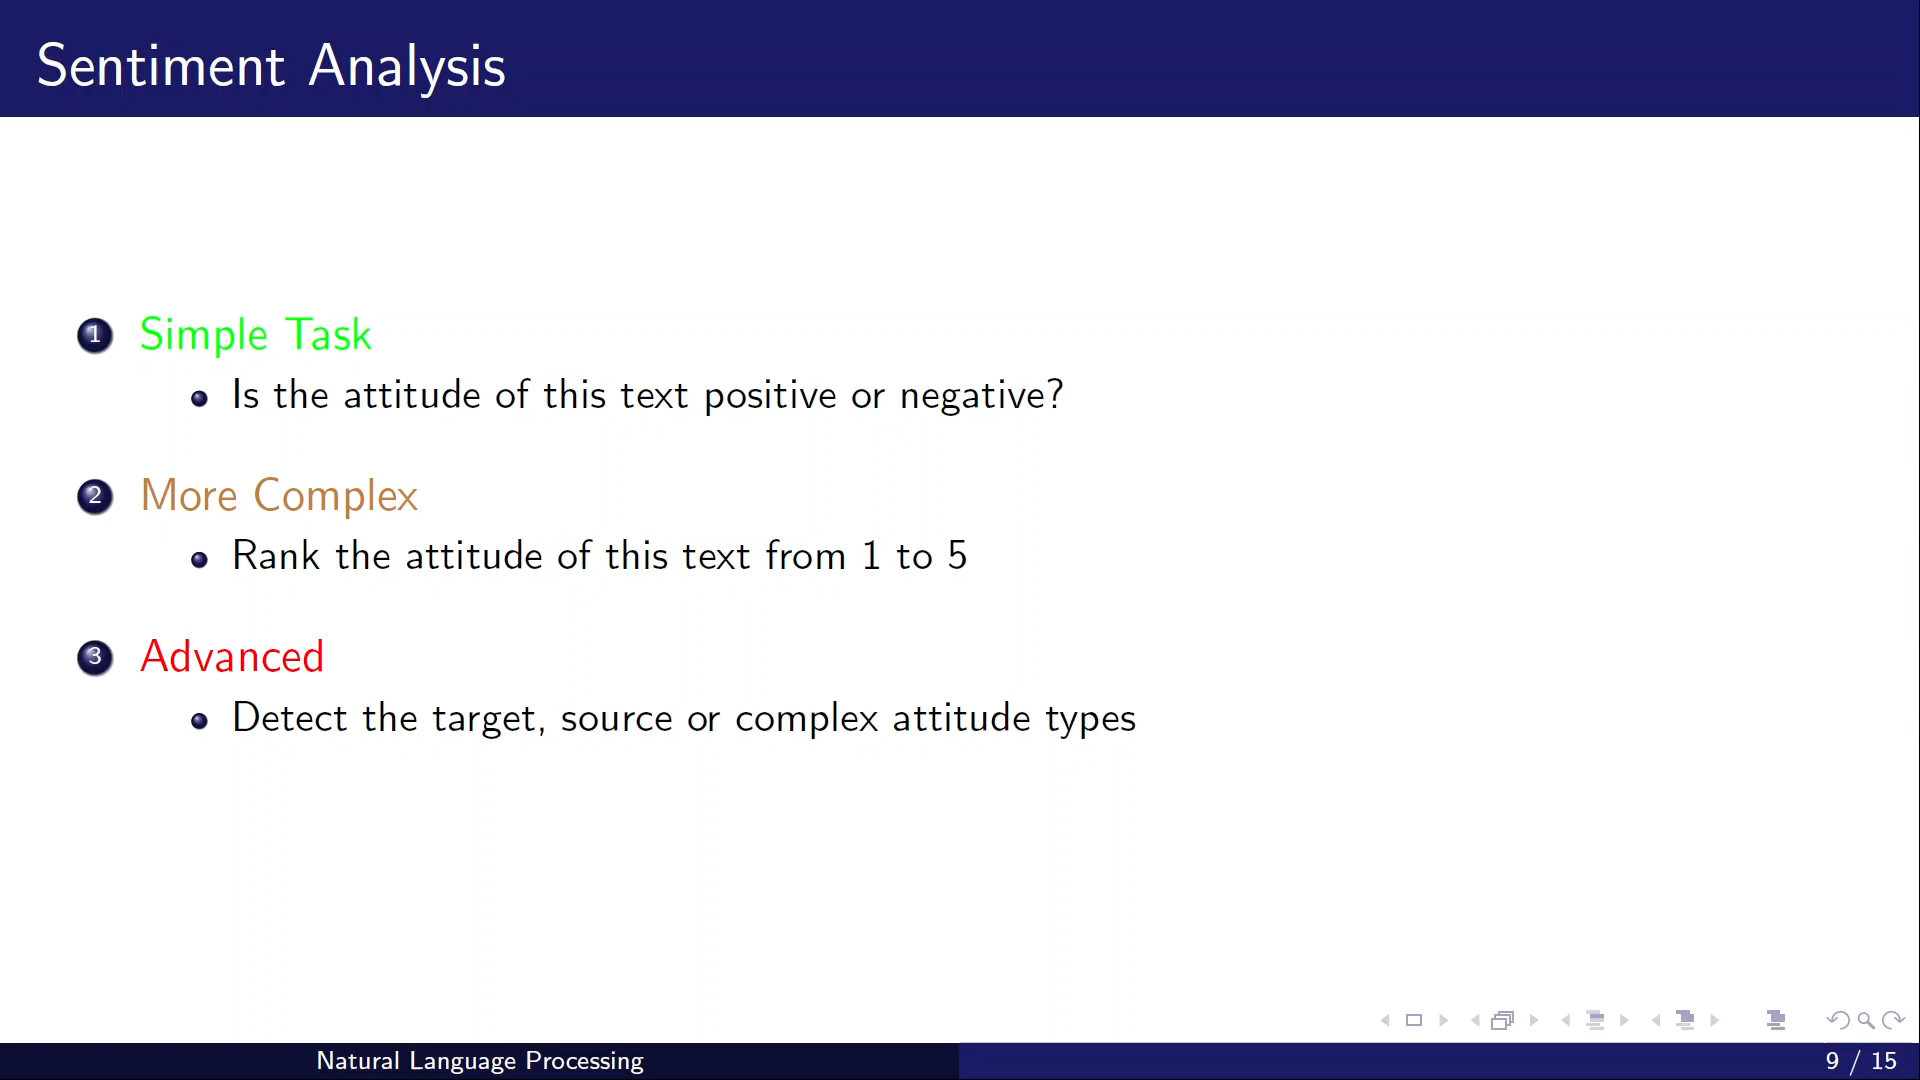 Sentiment Analysis
1 Simple Task
Is the attitude of this text positive or negative?
2 More Complex
Rank the attitude of this text from 1 to 5
3 Advanced
Detect the target, source or complex attitude types
Natural Language Processing
9 / 15